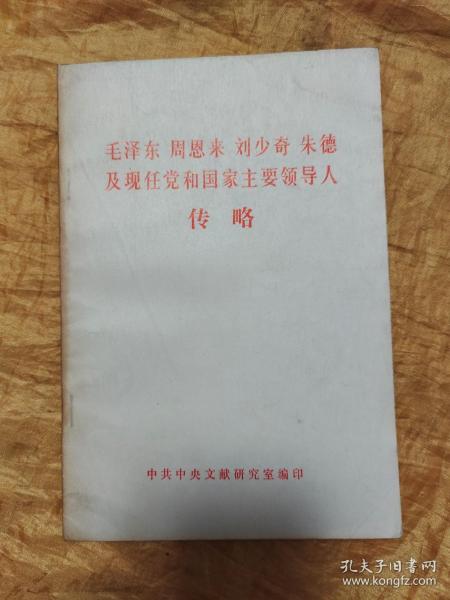 毛泽东 周恩来 刘少奇 朱德
及现任党和国家主要领导人
传略
中共中央文献研究室编印
孔夫子旧书网
www.kongfz.com